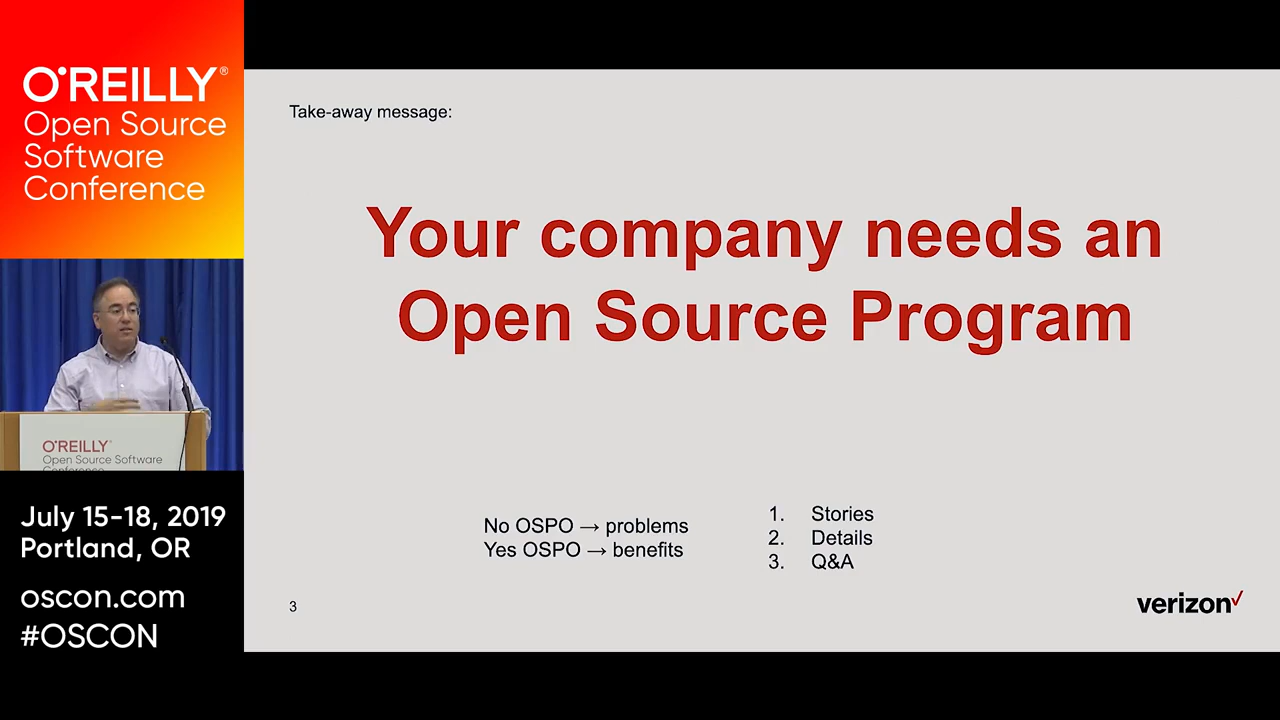 O'REILLY®
Open Source
Software
Conference
O'REILLY®
Open Source Software
Conference
July 15-18, 2019
Portland, OR
oscon.com
#OSCON
Take-away message:
Your company needs an
Open Source Program
No OSPO → problems
Yes OSPO → benefits
1. Stories
2. Details
3. Q&A
3
verizon✓